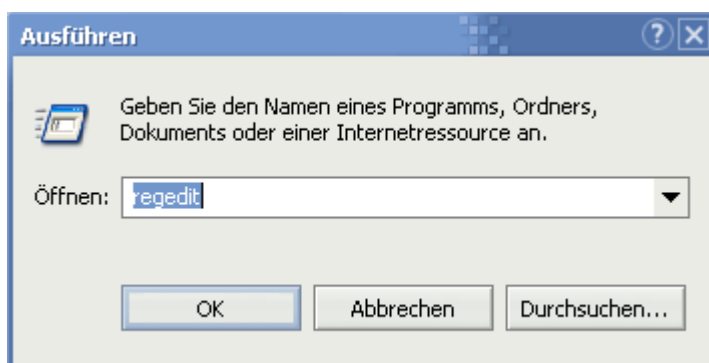 Ausführen
Geben Sie den Namen eines Programms, Ordners,
Dokuments oder einer Internetressource an.
Öffnen: regedit
OK Abbrechen Durchsuchen...